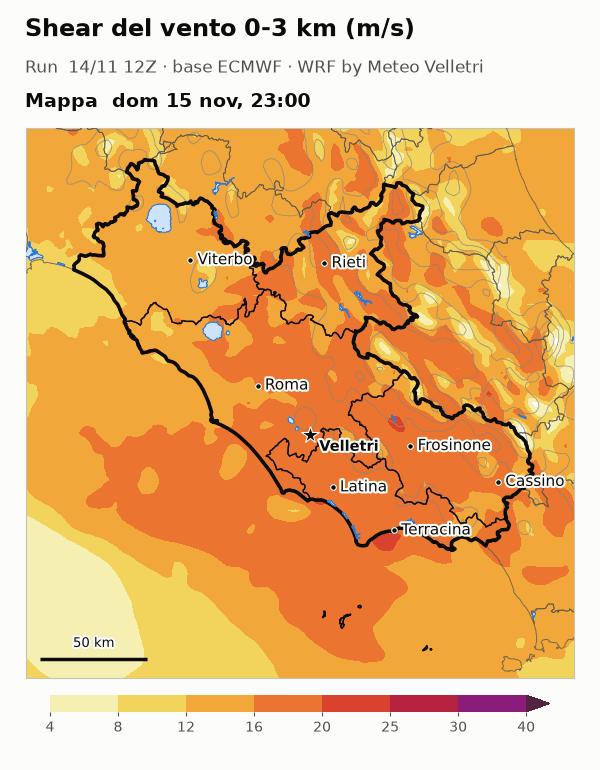 Shear del vento 0-3 km (m/s)
Run  14/11 12Z · base ECMWF · WRF by Meteo Velletri
Mappa  dom 15 nov, 23:00
Viterbo
Rieti
Roma
Velletri
Frosinone
Latina
Cassino
Terracina
50 km
4 8 12 16 20 25 30 40